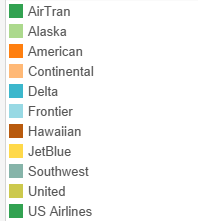 AirTran
Alaska
American
Continental
Delta
Frontier
Hawaiian
JetBlue
Southwest
United
US Airlines